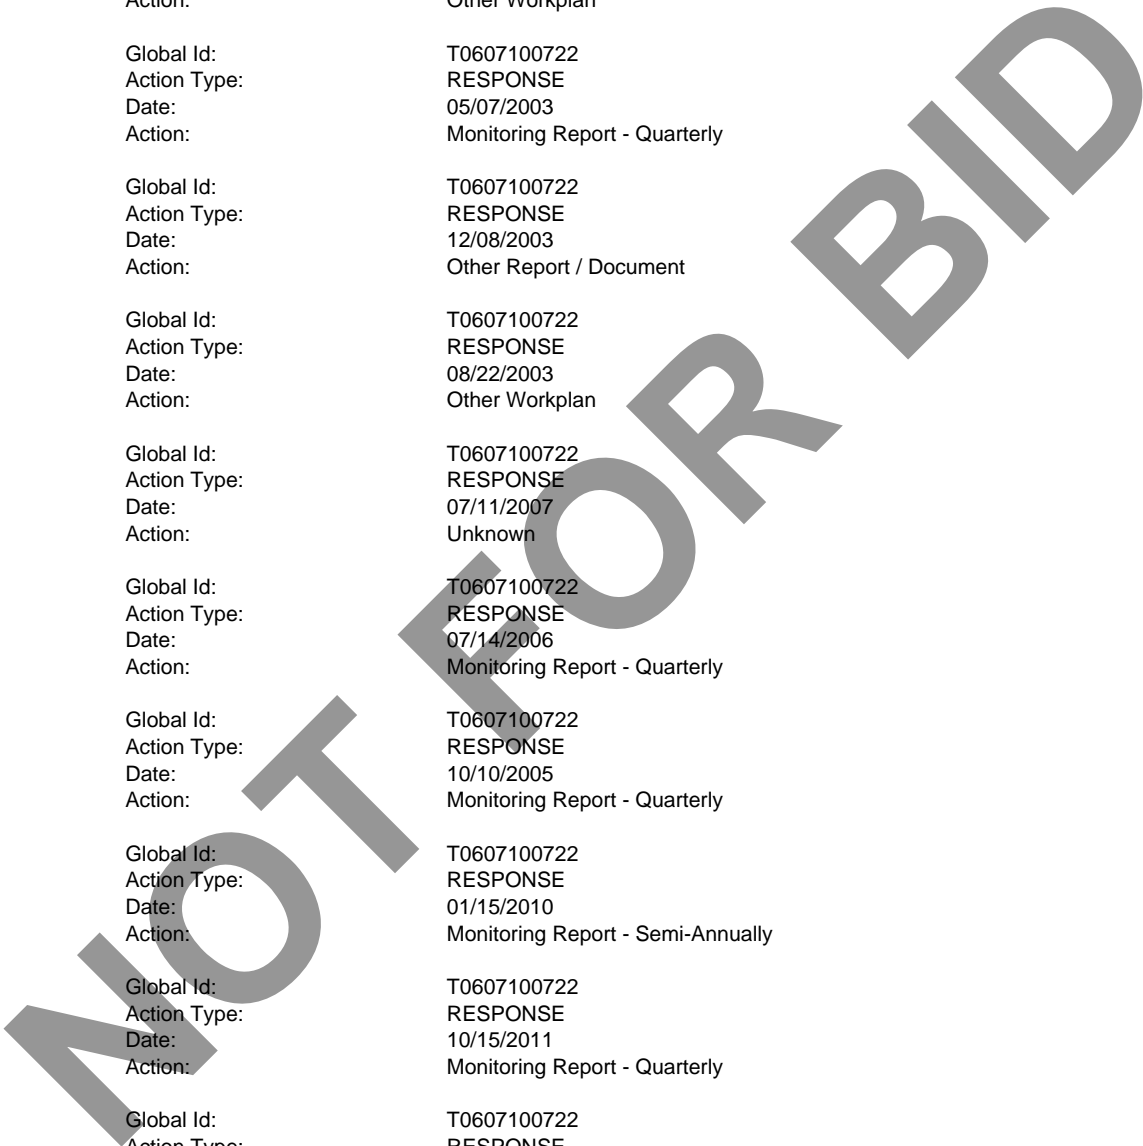 Action: Other Workplan
Global Id: T0607100722
Action Type: RESPONSE
Date: 05/07/2003
Action: Monitoring Report - Quarterly
Global Id: T0607100722
Action Type: RESPONSE
Date: 12/08/2003
Action: Other Report / Document
Global Id: T0607100722
Action Type: RESPONSE
Date: 08/22/2003
Action: Other Workplan
Global Id: T0607100722
Action Type: RESPONSE
Date: 07/11/2007
Action: Unknown
Global Id: T0607100722
Action Type: RESPONSE
Date: 07/14/2006
Action: Monitoring Report - Quarterly
Global Id: T0607100722
Action Type: RESPONSE
Date: 10/10/2005
Action: Monitoring Report - Quarterly
Global Id: T0607100722
Action Type: RESPONSE
Date: 01/15/2010
Action: Monitoring Report - Semi-Annually
Global Id: T0607100722
Action Type: RESPONSE
Date: 10/15/2011
Action: Monitoring Report - Quarterly
Global Id: T0607100722
Action Type: RESPONSE
NOT FOR BID